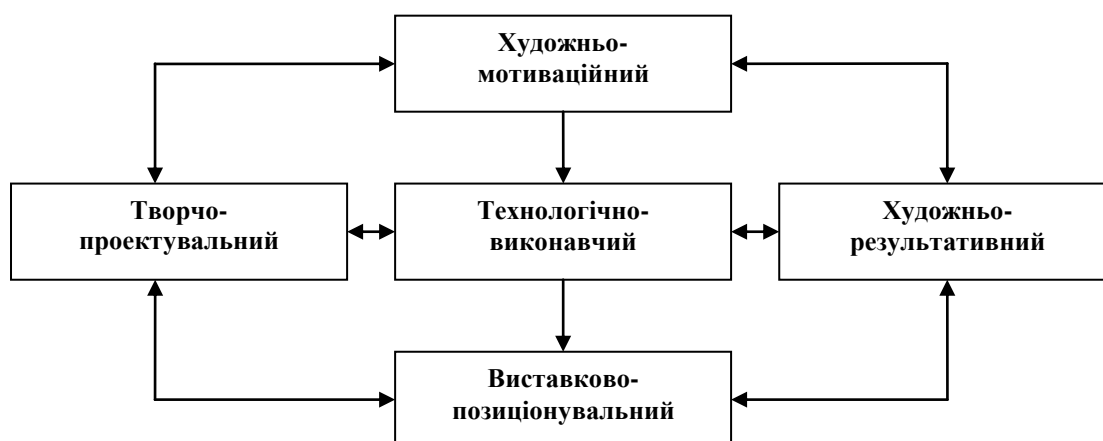 Художньо-
мотиваційний
Творчо-
проектувальний
Технологічно-
виконавчий
Художньо-
результативний
Виставково-
позиціонувальний